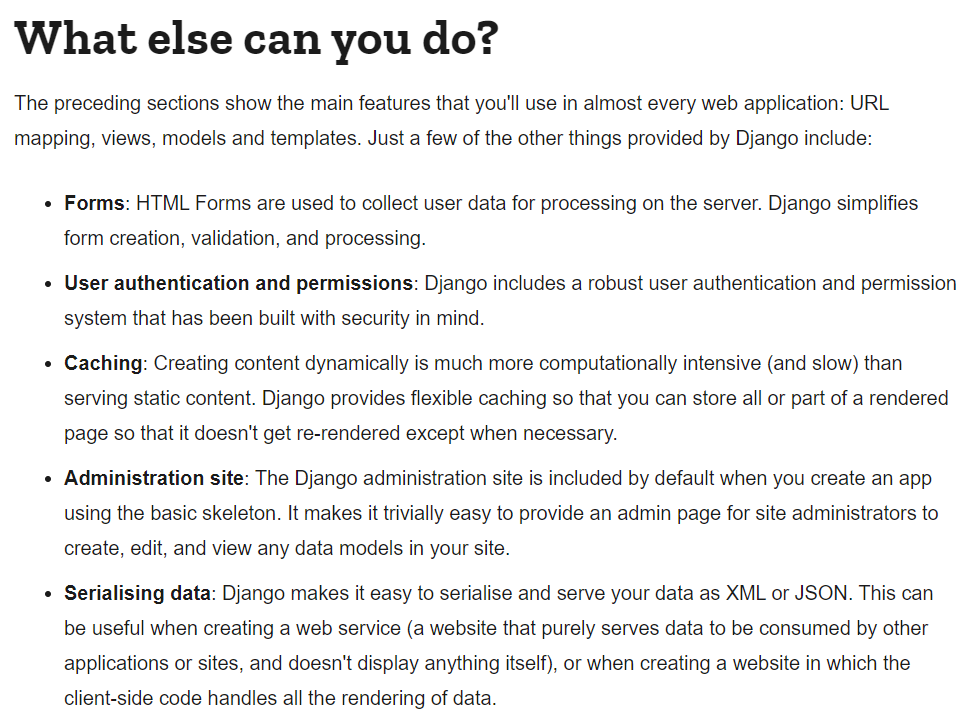 What else can you do?
The preceding sections show the main features that you'll use in almost every web application: URL
mapping, views, models and templates. Just a few of the other things provided by Django include:
• Forms: HTML Forms are used to collect user data for processing on the server. Django simplifies
form creation, validation, and processing.
• User authentication and permissions: Django includes a robust user authentication and permission
system that has been built with security in mind.
• Caching: Creating content dynamically is much more computationally intensive (and slow) than
serving static content. Django provides flexible caching so that you can store all or part of a rendered
page so that it doesn't get re-rendered except when necessary.
• Administration site: The Django administration site is included by default when you create an app
using the basic skeleton. It makes it trivially easy to provide an admin page for site administrators to
create, edit, and view any data models in your site.
• Serialising data: Django makes it easy to serialise and serve your data as XML or JSON. This can
be useful when creating a web service (a website that purely serves data to be consumed by other
applications or sites, and doesn't display anything itself), or when creating a website in which the
client-side code handles all the rendering of data.